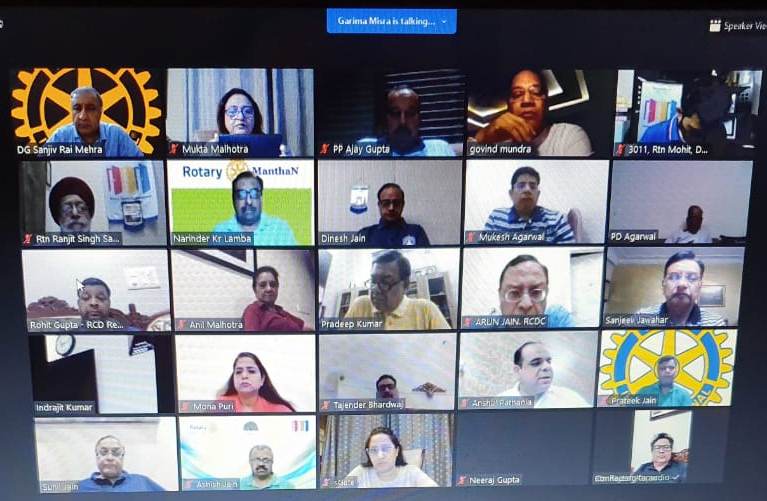 Garima Misra is talking...
Speaker Vie
DG Sanjiv Rai Mehra
Mukta Malhotra
PP Ajay Gupta
govind mundra
3011, Rtn Mohit, D...
Rtn Ranjit Singh Sa...
Rotary ManthaN
Narinder Kr Lamba
Dinesh Jain
Mukesh Agarwal
PD Agarwal
Rohit Gupta - RCD Re...
Anil Malhotra
Pradeep Kumar
ARUN JAIN. RCDC
Sanjeev Jawahar
Indrajit Kumar
Mona Puri
Tajender Bhardwaj
Anshul
Prateek Jain
Sunil Jain
Rotary
Ashish Jain
Neeraj Gupta